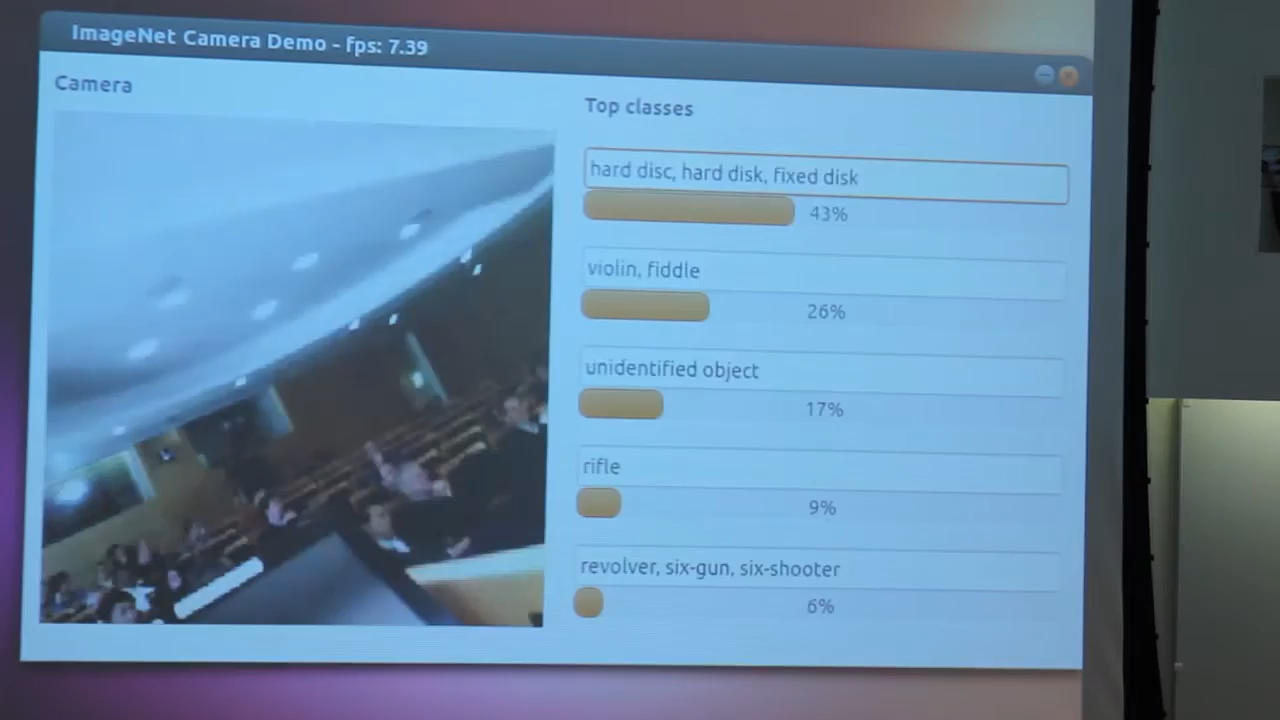 ImageNet Camera Demo - fps: 7.39
Camera
Top classes
hard disc, hard disk, fixed disk
43%
violin, fiddle
26%
unidentified object
17%
rifle
9%
revolver, six-gun, six-shooter
6%